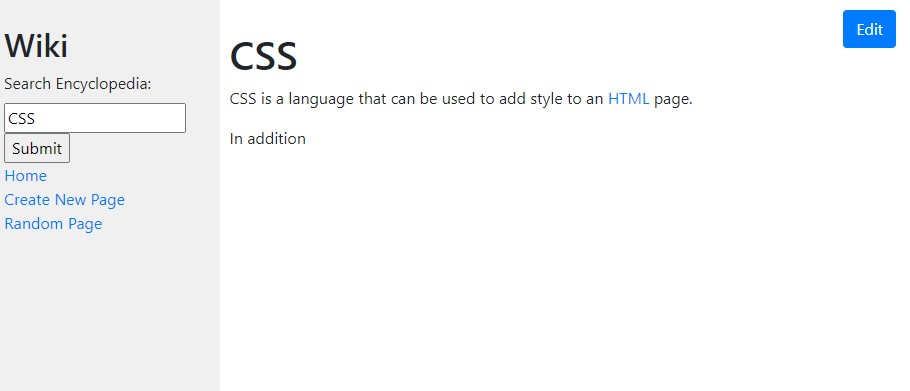 Wiki
Search Encyclopedia:
CSS
Submit
Home
Create New Page
Random Page
Edit
CSS
CSS is a language that can be used to add style to an HTML page.
In addition